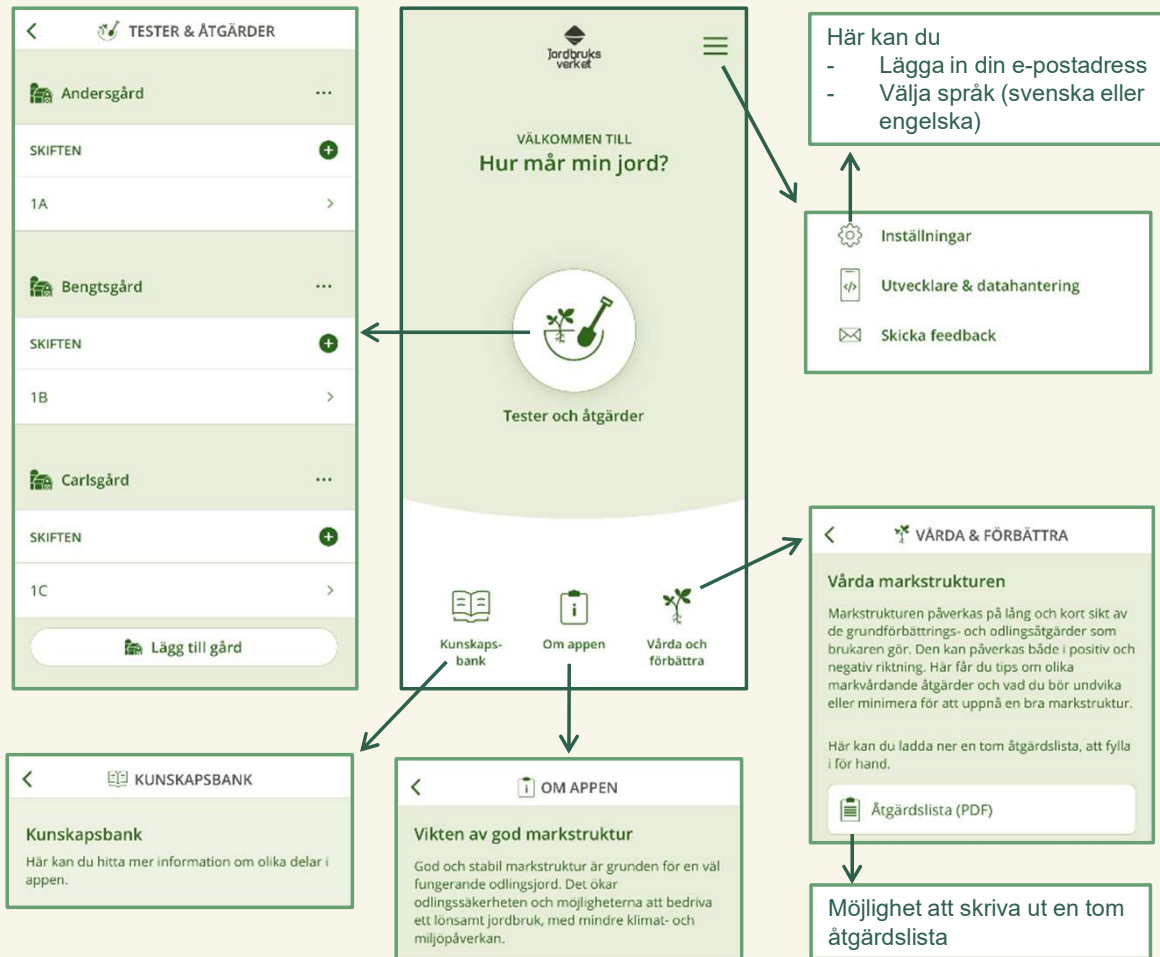 TESTER & ÅTGÄRDER
Andersgård
SKIFTEN
1A
Bengtsgård
SKIFTEN
1B
Carlsgård
SKIFTEN
1C
Lägg till gård
Jordbruks
verket
VÄLKOMMEN TILL
Hur mår min jord?
Tester och åtgärder
Kunskaps-
bank
Om appen
Vårda och
förbättra
Här kan du
- Lägga in din e-postadress
- Välja språk (svenska eller
engelska)
Inställningar
Utvecklare & datahantering
Skicka feedback
VÅRDA & FÖRBÄTTRA
Vårda markstrukturen
Markstrukturen påverkas på lång och kort sikt av
de grundförbättrings- och odlingsåtgärder som
brukaren gör. Den kan påverkas både i positiv och
negativ riktning. Här får du tips om olika
markvårdande åtgärder och vad du bör undvika
eller minimera för att uppnå en bra markstruktur.
Här kan du ladda ner en tom åtgärdslista, att fylla
i för hand.
Åtgärdslista (PDF)
Möjlighet att skriva ut en tom
åtgärdslista
KUNSKAPSBANK
Kunskapsbank
Här kan du hitta mer information om olika delar i
appen.
OM APPEN
Vikten av god markstruktur
God och stabil markstruktur är grunden för en väl
fungerande odlingsjord. Det ökar
odlingssäkerheten och möjligheterna att bedriva
ett lönsamt jordbruk, med mindre klimat- och
miljöpåverkan.